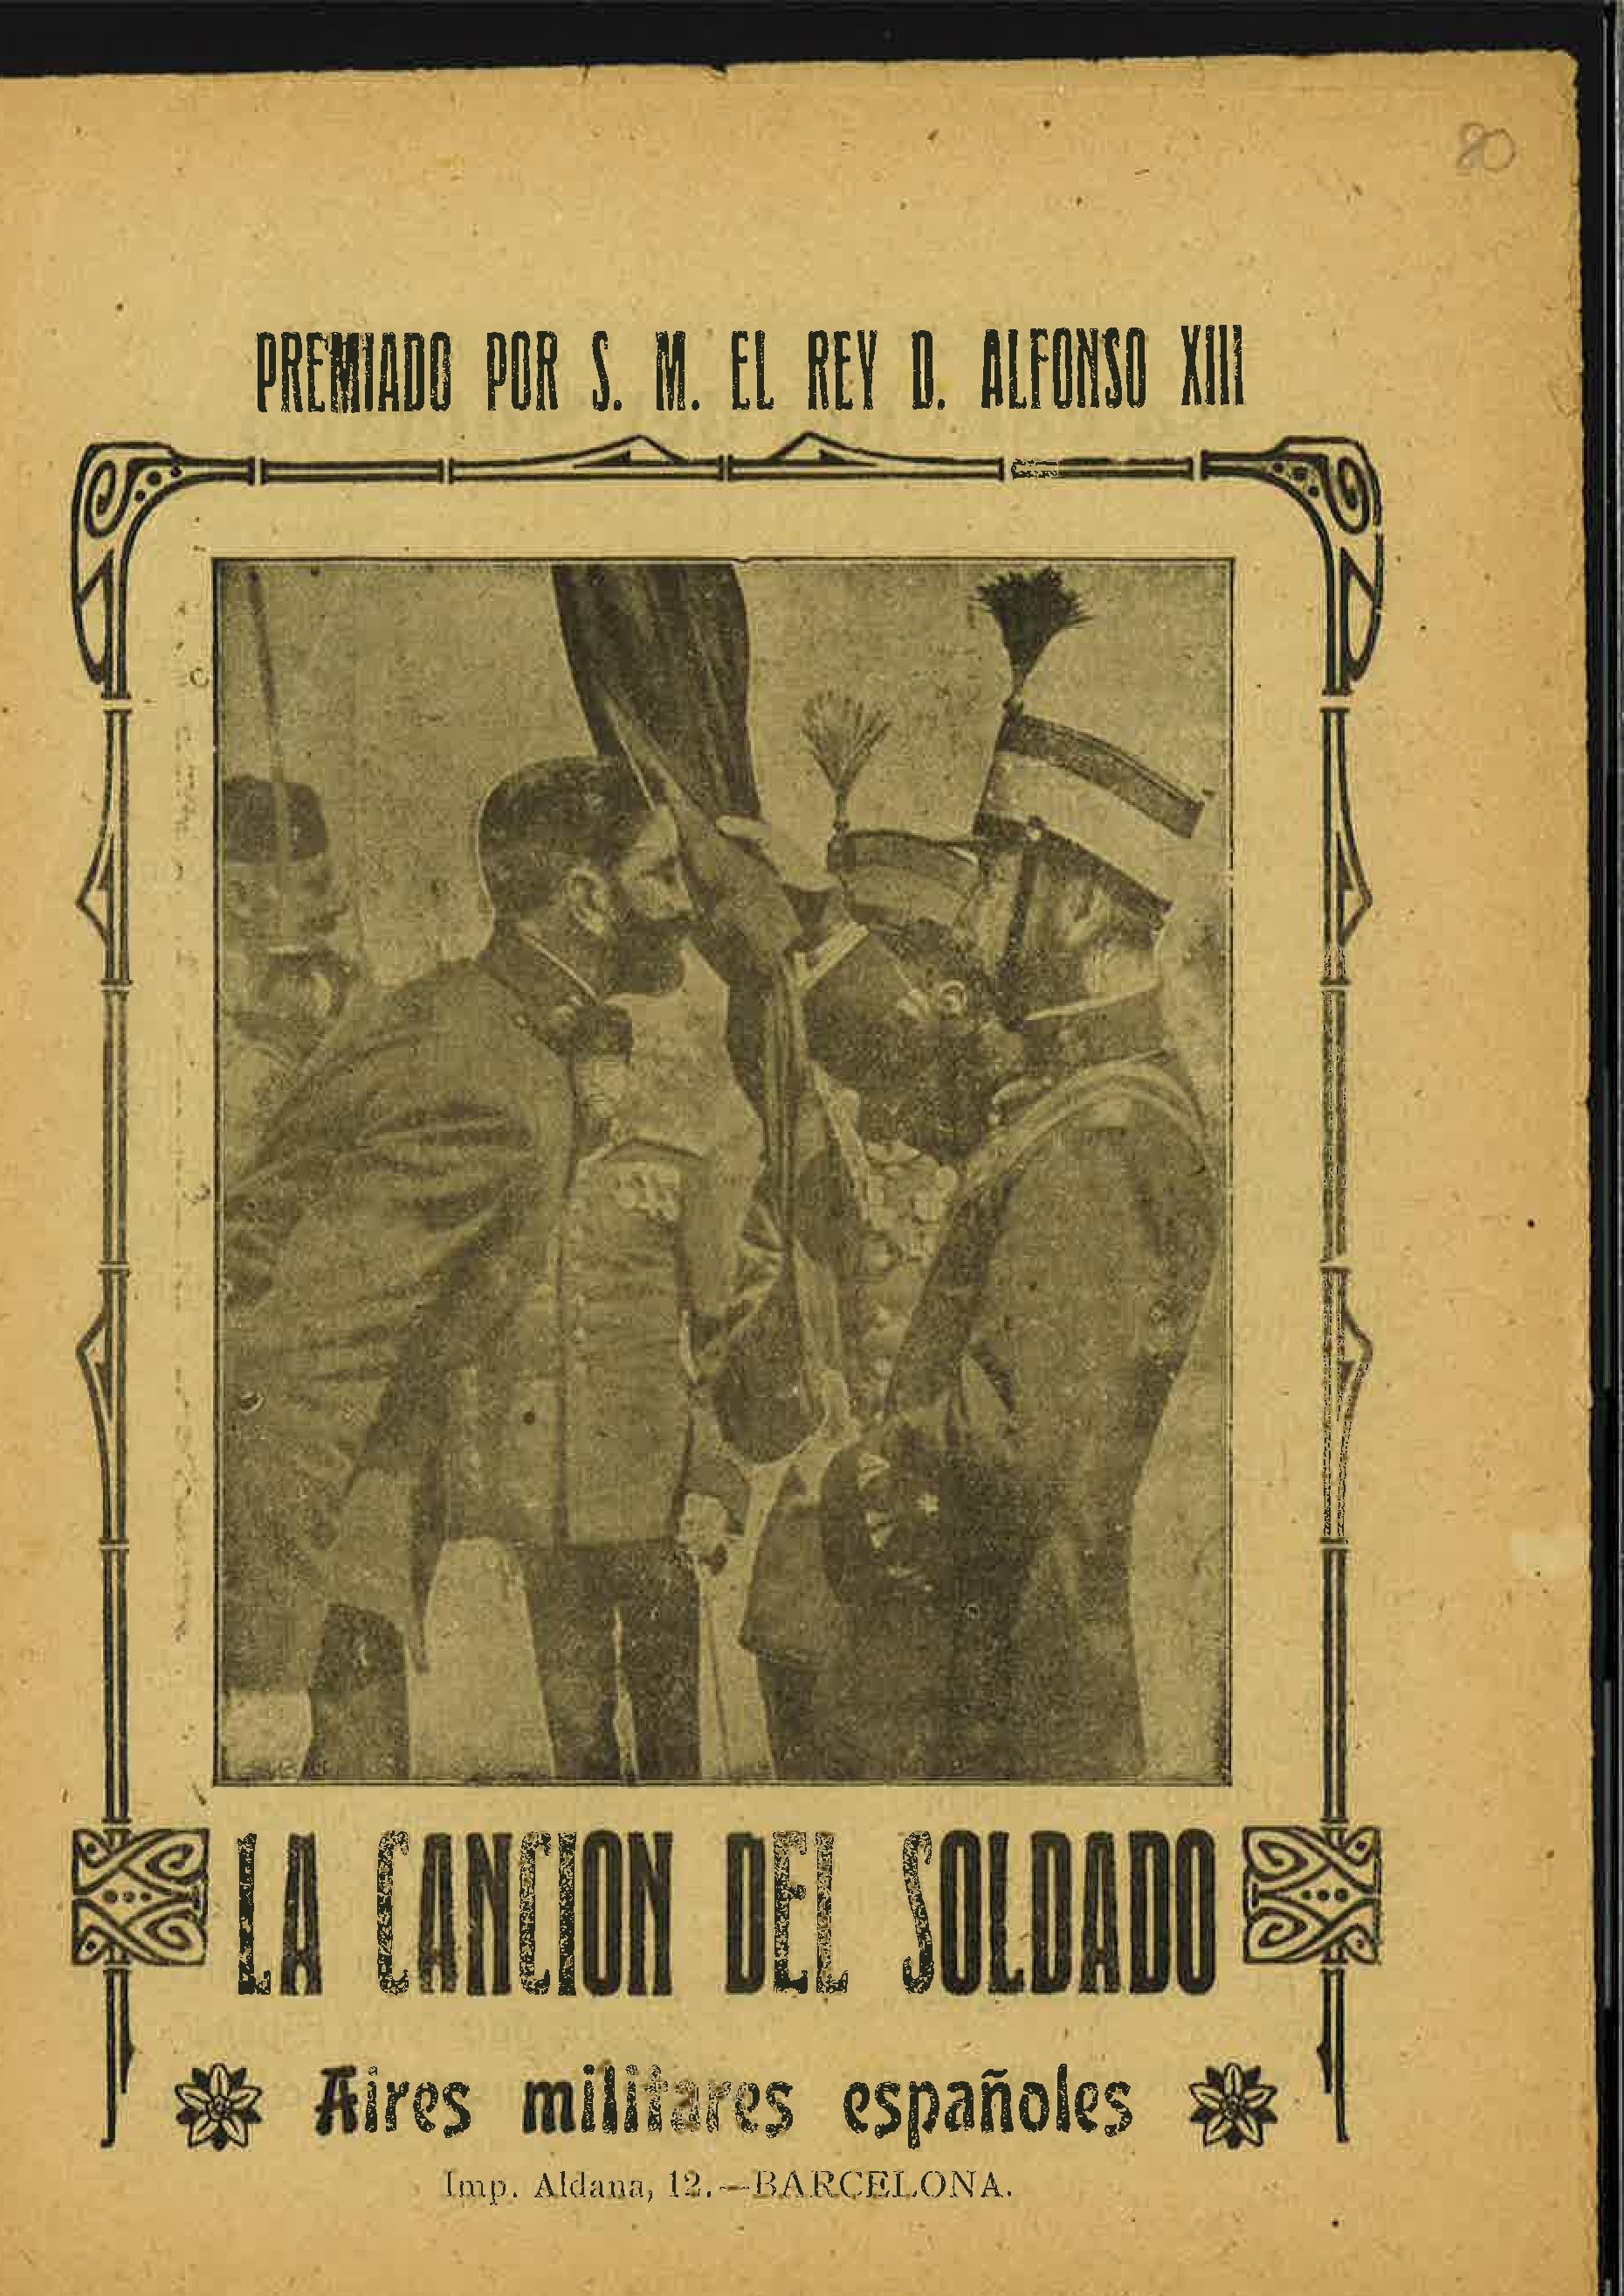 80
PREMIADO POR S. M. EL REY D. ALFONSO XIII
LA CANCION DEL SOLDADO
Aires militares españoles
Imp. Aldana, 12.—BARCELONA.